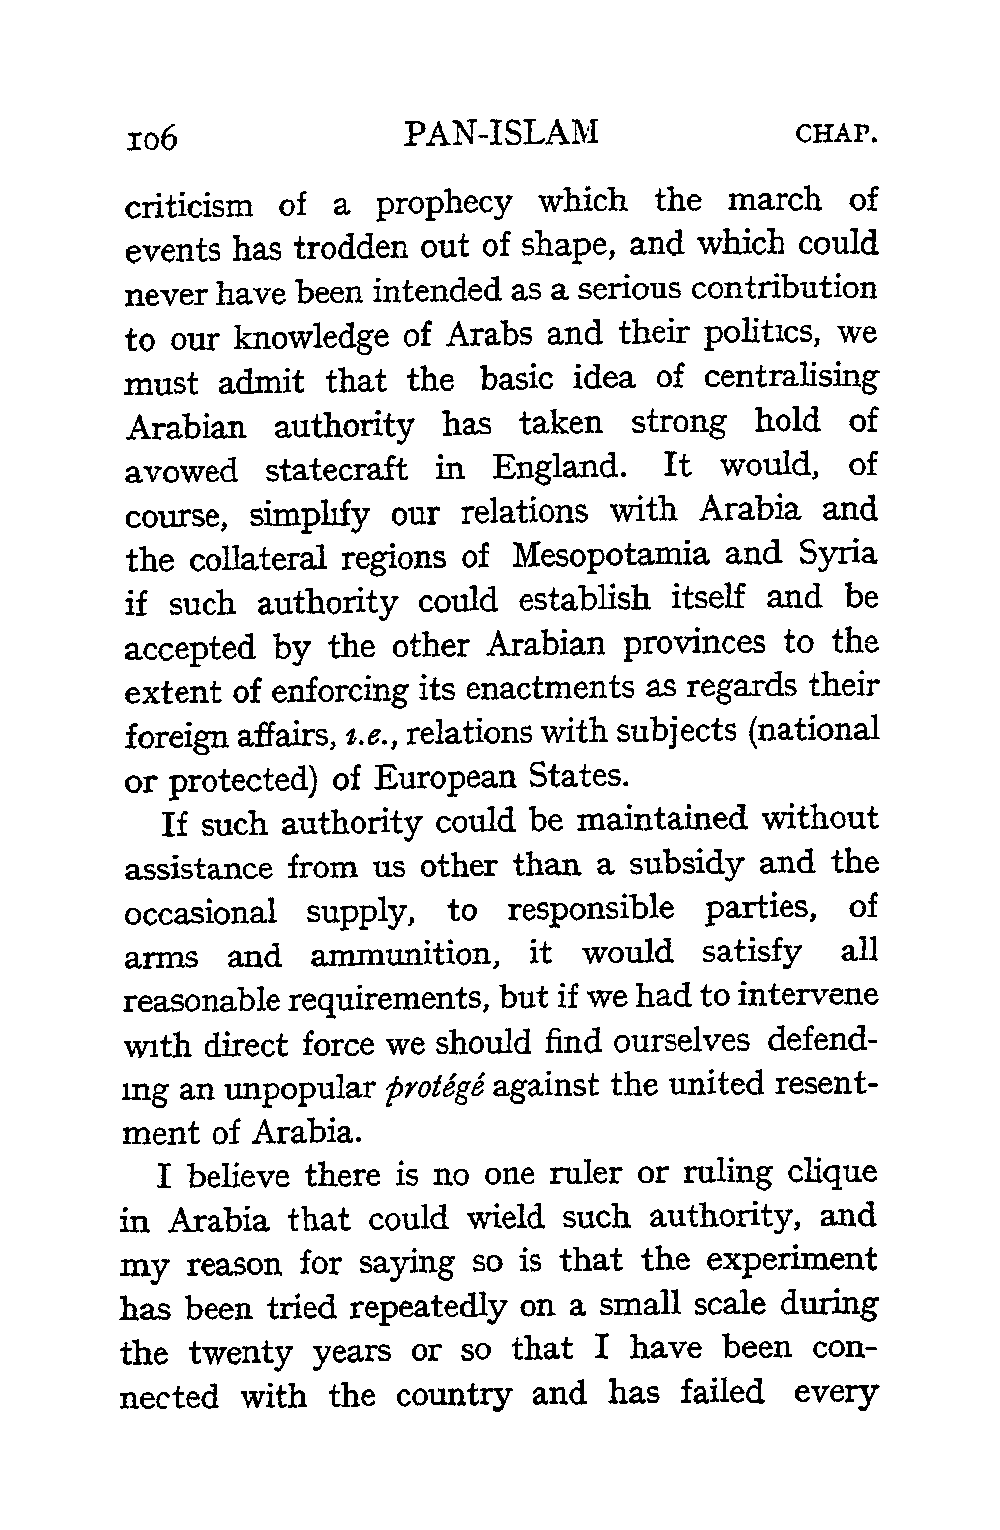 106 PAN-ISLAM CHAP.
criticism of a prophecy which the march of
events has trodden out of shape, and which could
never have been intended as a serious contribution
to our knowledge of Arabs and their politics, we
must admit that the basic idea of centralising
Arabian authority has taken strong hold of
avowed statecraft in England. It would, of
course, simplify our relations with Arabia and
the collateral regions of Mesopotamia and Syria
if such authority could establish itself and be
accepted by the other Arabian provinces to the
extent of enforcing its enactments as regards their
foreign affairs, i.e., relations with subjects (national
or protected) of European States.
If such authority could be maintained without
assistance from us other than a subsidy and the
occasional supply, to responsible parties, of
arms and ammunition, it would satisfy all
reasonable requirements, but if we had to intervene
with direct force we should find ourselves defend-
ing an unpopular protégé against the united resent-
ment of Arabia.
I believe there is no one ruler or ruling clique
in Arabia that could wield such authority, and
my reason for saying so is that the experiment
has been tried repeatedly on a small scale during
the twenty years or so that I have been con-
nected with the country and has failed every